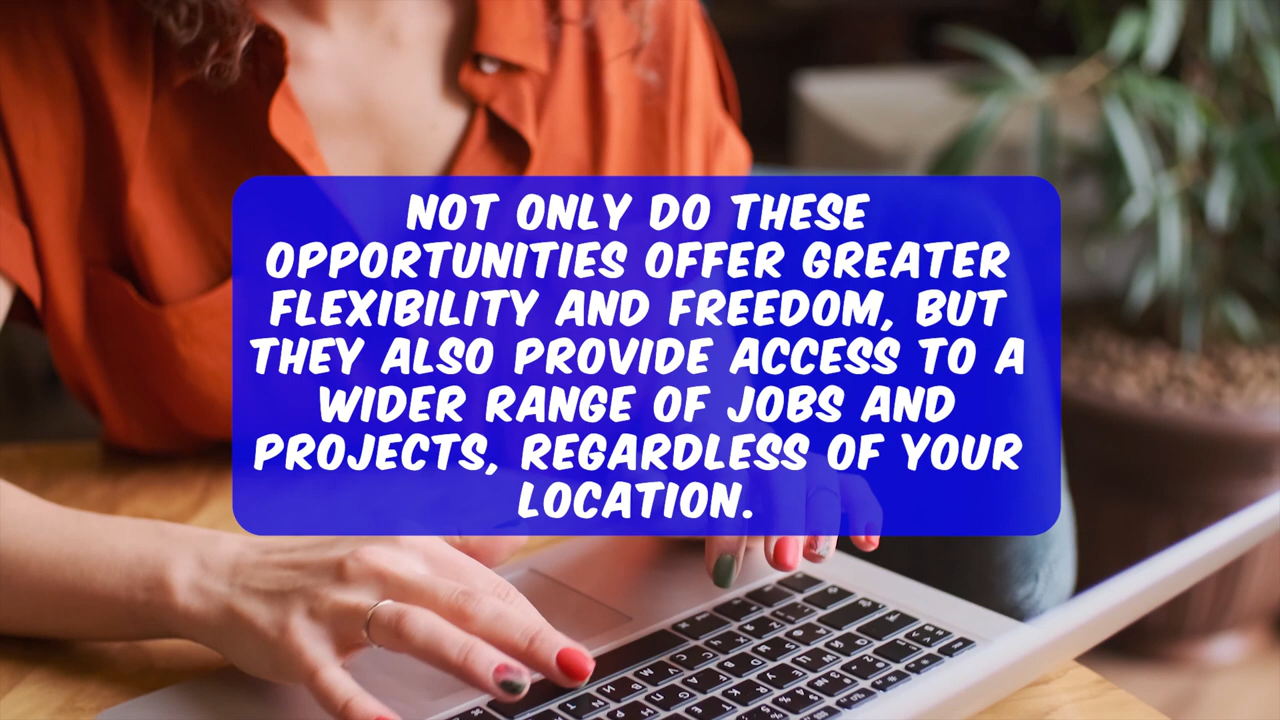 NOT ONLY DO THESE
OPPORTUNITIES OFFER GREATER
FLEXIBILITY AND FREEDOM, BUT
THEY ALSO PROVIDE ACCESS TO A
WIDER RANGE OF JOBS AND
PROJECTS, REGARDLESS OF YOUR
LOCATION.